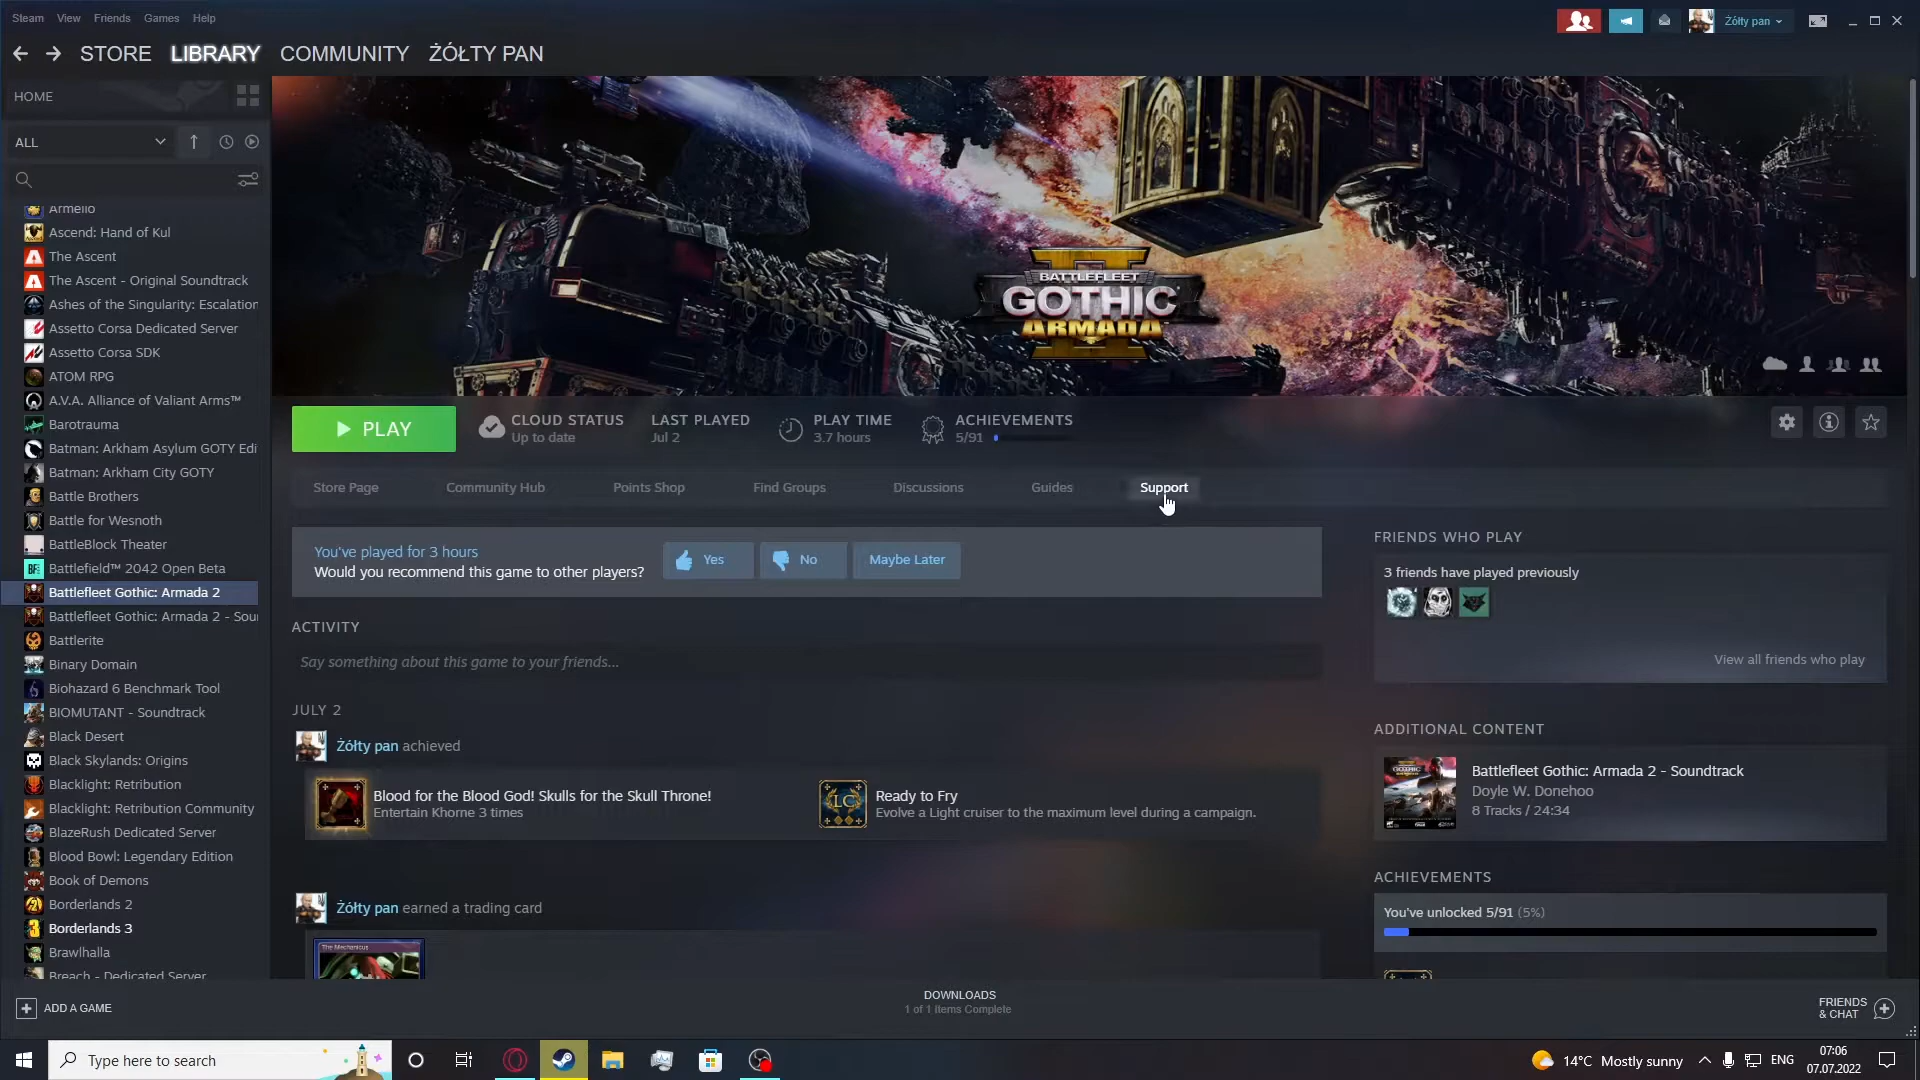 Steam View Friends Games Help
Żółty pan
STORE LIBRARY COMMUNITY ŻÓŁTY PAN
HOME
ALL
Armello
Ascend: Hand of Kul
The Ascent
The Ascent - Original Soundtrack
Ashes of the Singularity: Escalation
Assetto Corsa Dedicated Server
Assetto Corsa SDK
ATOM RPG
A.V.A. Alliance of Valiant Arms™
Barotrauma
Batman: Arkham Asylum GOTY Edi
Batman: Arkham City GOTY
Battle Brothers
Battle for Wesnoth
BattleBlock Theater
Battlefield™ 2042 Open Beta
Battlefleet Gothic: Armada 2
Battlefleet Gothic: Armada 2 - Sou
Battlerite
Binary Domain
Biohazard 6 Benchmark Tool
BIOMUTANT - Soundtrack
Black Desert
Black Skylands: Origins
Blacklight: Retribution
Blacklight: Retribution Community
BlazeRush Dedicated Server
Blood Bowl: Legendary Edition
Book of Demons
Borderlands 2
Borderlands 3
Brawlhalla
Breach - Dedicated Server
ADD A GAME
BATTLEFLEET
GOTHIC
ARMADA
II
PLAY
CLOUD STATUS
Up to date
LAST PLAYED
Jul 2
PLAY TIME
3.7 hours
ACHIEVEMENTS
5/91
Store Page Community Hub Points Shop Find Groups Discussions Guides Support
You've played for 3 hours
Would you recommend this game to other players?
Yes No Maybe Later
ACTIVITY
Say something about this game to your friends...
JULY 2
Żółty pan achieved
Blood for the Blood God! Skulls for the Skull Throne!
Entertain Khorne 3 times
LC
Ready to Fry
Evolve a Light cruiser to the maximum level during a campaign.
Żółty pan earned a trading card
The Mechanicus
FRIENDS WHO PLAY
3 friends have played previously
View all friends who play
ADDITIONAL CONTENT
Battlefleet Gothic: Armada 2 - Soundtrack
Doyle W. Donehoo
8 Tracks / 24:34
ACHIEVEMENTS
You've unlocked 5/91 (5%)
DOWNLOADS
1 of 1 Items Complete
FRIENDS
& CHAT
Type here to search
14°C Mostly sunny
ENG
07:06
07.07.2022